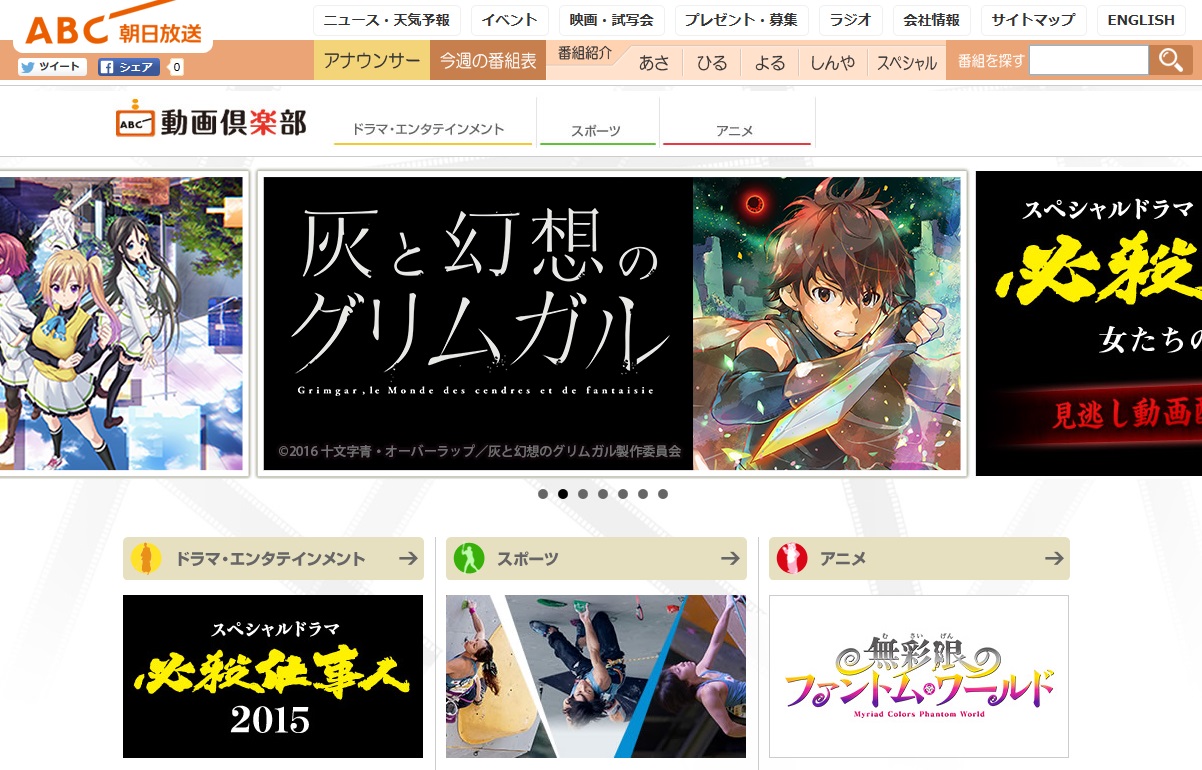 ABC 朝日放送
ニュース・天気予報
イベント
映画・試写会
プレゼント・募集
ラジオ
会社情報
サイトマップ
ENGLISH
ツイート
シェア
0
アナウンサー
今週の番組表
番組紹介
あさ
ひる
よる
しんや
スペシャル
番組を探す
ABC
動画倶楽部
ドラマ・エンタテインメント
スポーツ
アニメ
灰と幻想の
グリムガル
Grimgar, le Monde des cendres et de fantaisie
©2016 十文字青・オーバーラップ／灰と幻想のグリムガル製作委員会
スペシャルドラマ
必殺
女たちの
見逃し動画
ドラマ・エンタテインメント
スポーツ
アニメ
スペシャルドラマ
必殺仕事人
2015
むさいげん
無彩限の
ファントム・ワールド
Myriad Colors Phantom World